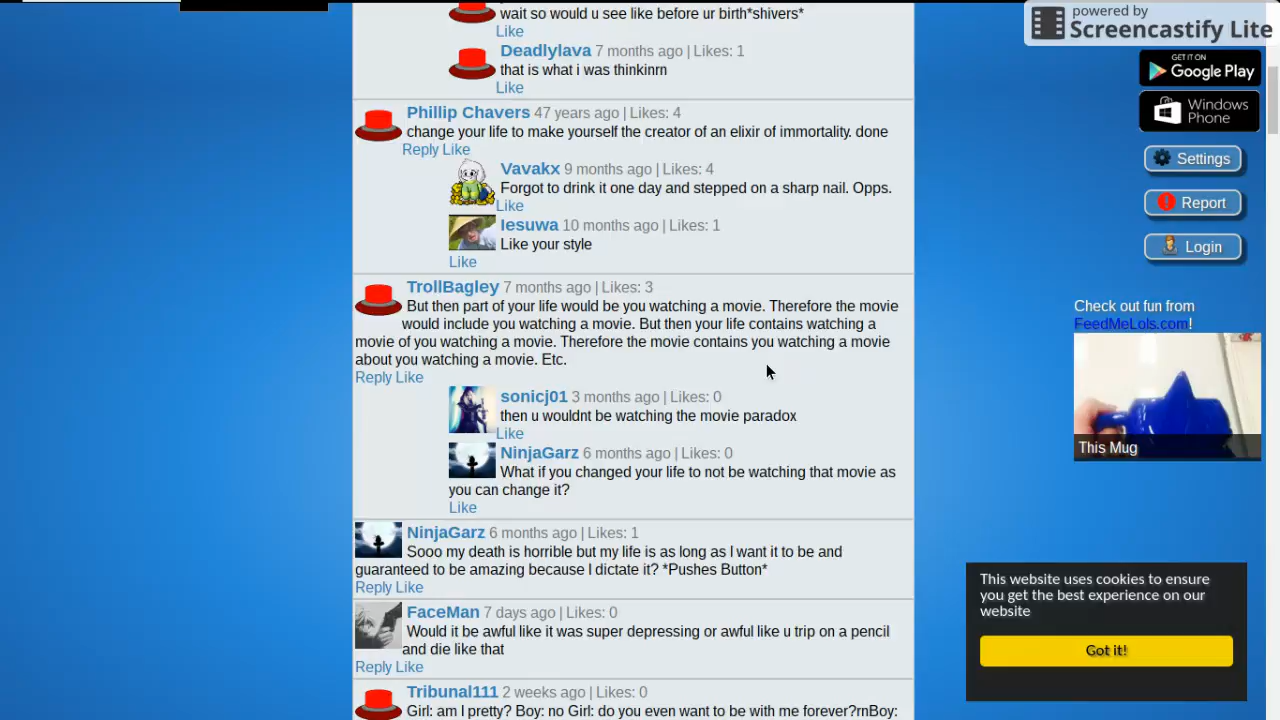 wait so would u see like before ur birth*shivers*
Like
Deadlylava 7 months ago | Likes: 1
that is what i was thinkinrn
Like
Phillip Chavers 47 years ago | Likes: 4
change your life to make yourself the creator of an elixir of immortality. done
Reply Like
Vavakx 9 months ago | Likes: 4
Forgot to drink it one day and stepped on a sharp nail. Opps.
Like
Iesuwa 10 months ago | Likes: 1
Like your style
Like
TrollBagley 7 months ago | Likes: 3
But then part of your life would be you watching a movie. Therefore the movie
would include you watching a movie. But then your life contains watching a
movie of you watching a movie. Therefore the movie contains you watching a movie
about you watching a movie. Etc.
Reply Like
sonicj01 3 months ago | Likes: 0
then u wouldnt be watching the movie paradox
Like
NinjaGarz 6 months ago | Likes: 0
What if you changed your life to not be watching that movie as
you can change it?
Like
NinjaGarz 6 months ago | Likes: 1
Sooo my death is horrible but my life is as long as I want it to be and
guaranteed to be amazing because I dictate it? *Pushes Button*
Reply Like
FaceMan 7 days ago | Likes: 0
Would it be awful like it was super depressing or awful like u trip on a pencil
and die like that
Reply Like
Tribunal111 2 weeks ago | Likes: 0
Girl: am I pretty? Boy: no Girl: do you even want to be with me forever?rnBoy:
powered by
Screencastify Lite
GET IT ON
Google Play
Windows
Phone
Settings
Report
Login
Check out fun from
FeedMeLols.com!
This Mug
This website uses cookies to ensure
you get the best experience on our
website
Got it!